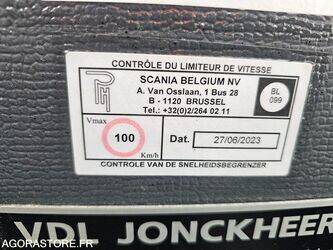 CONTRÔLE DU LIMITEUR DE VITESSE
PH
SCANIA BELGIUM NV
A. Van Osslaan, 1 Bus 28
B - 1120 BRUSSEL
Tel.: +32(0)2/264 02 11
BL
099
Vmax
100
Km/h
Dat. 27/06/2023
CONTROLE VAN DE SNELHEIDSBEGRENZER
VDL JONCKHEER
AGORASTORE.FR